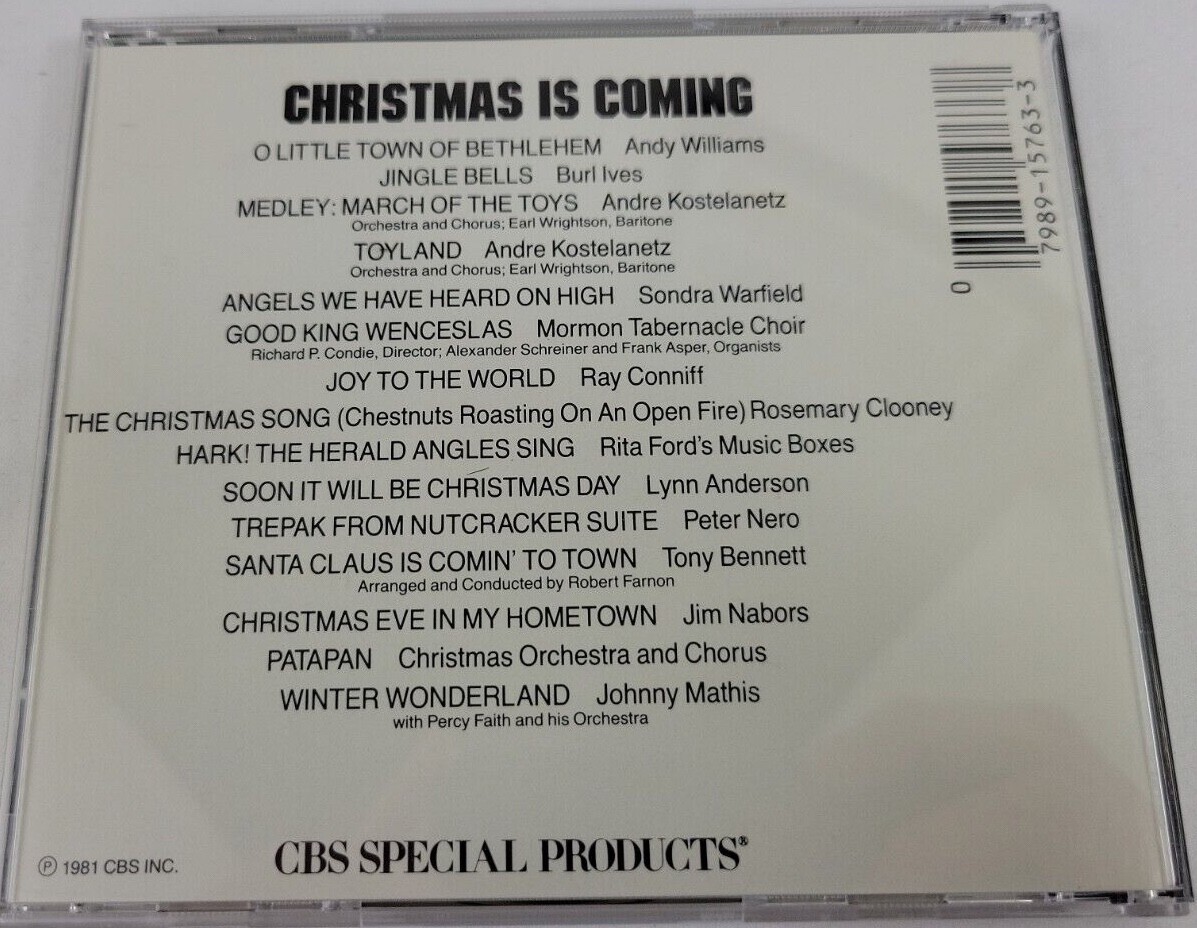 CHRISTMAS IS COMING
O LITTLE TOWN OF BETHLEHEM Andy Williams
JINGLE BELLS Burl Ives
MEDLEY: MARCH OF THE TOYS Andre Kostelanetz
Orchestra and Chorus; Earl Wrightson, Baritone
TOYLAND Andre Kostelanetz
Orchestra and Chorus; Earl Wrightson, Baritone
ANGELS WE HAVE HEARD ON HIGH Sondra Warfield
GOOD KING WENCESLAS Mormon Tabernacle Choir
Richard P. Condie, Director; Alexander Schreiner and Frank Asper, Organists
JOY TO THE WORLD Ray Conniff
THE CHRISTMAS SONG (Chestnuts Roasting On An Open Fire) Rosemary Clooney
HARK! THE HERALD ANGLES SING Rita Ford's Music Boxes
SOON IT WILL BE CHRISTMAS DAY Lynn Anderson
TREPAK FROM NUTCRACKER SUITE Peter Nero
SANTA CLAUS IS COMIN' TO TOWN Tony Bennett
Arranged and Conducted by Robert Farnon
CHRISTMAS EVE IN MY HOMETOWN Jim Nabors
PATAPAN Christmas Orchestra and Chorus
WINTER WONDERLAND Johnny Mathis
with Percy Faith and his Orchestra
℗ 1981 CBS INC.
CBS SPECIAL PRODUCTS®
0 7989-15763-3